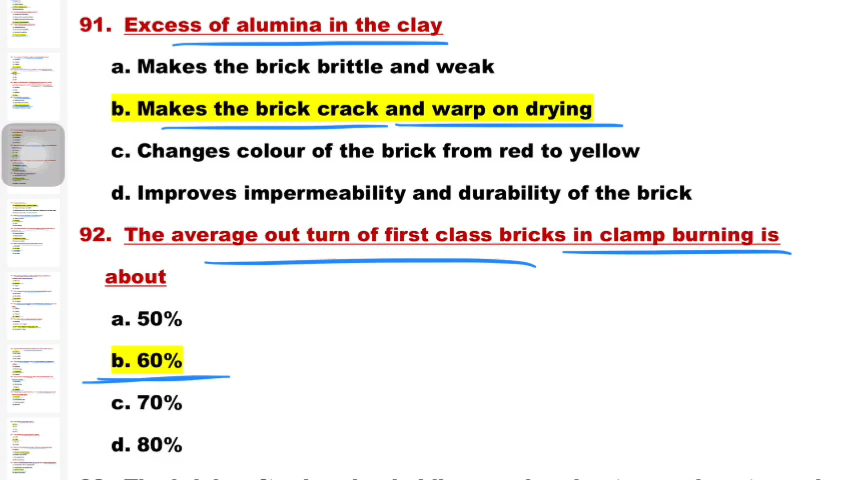 91. Excess of alumina in the clay
a. Makes the brick brittle and weak
b. Makes the brick crack and warp on drying
c. Changes colour of the brick from red to yellow
d. Improves impermeability and durability of the brick
92. The average out turn of first class bricks in clamp burning is
about
a. 50%
b. 60%
c. 70%
d. 80%